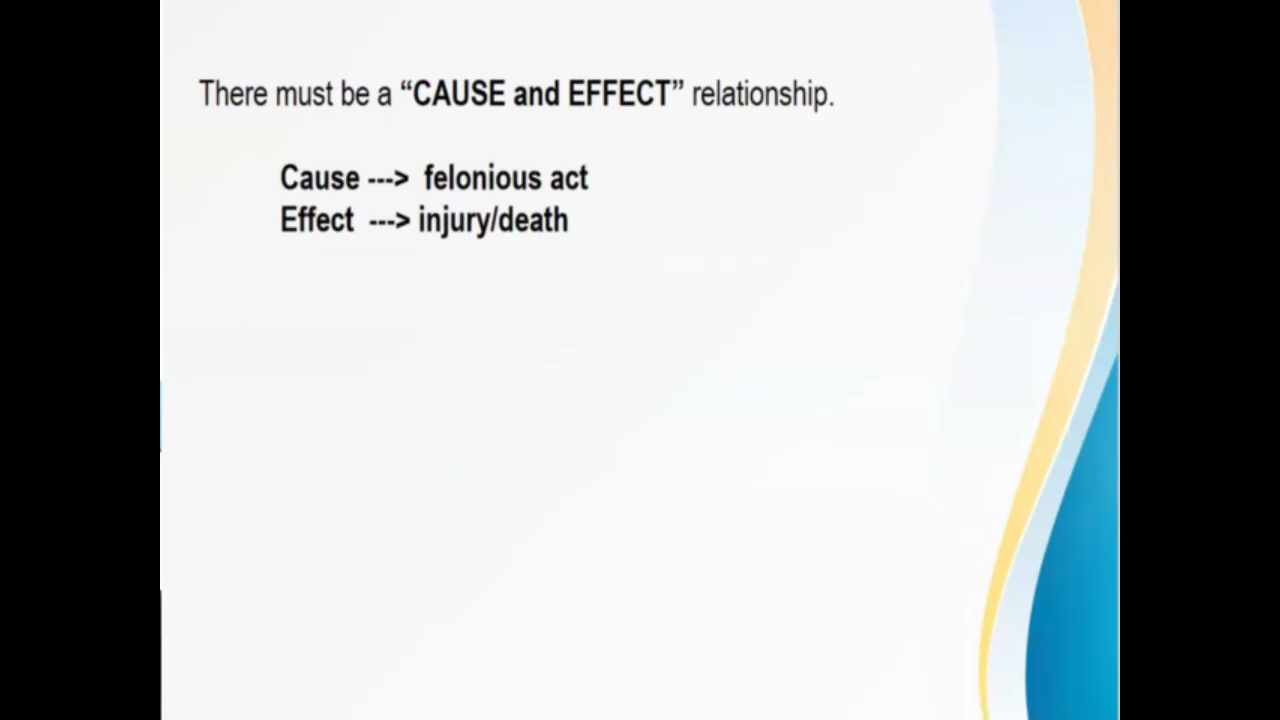 There must be a “CAUSE and EFFECT” relationship.
Cause ---> felonious act
Effect ---> injury/death